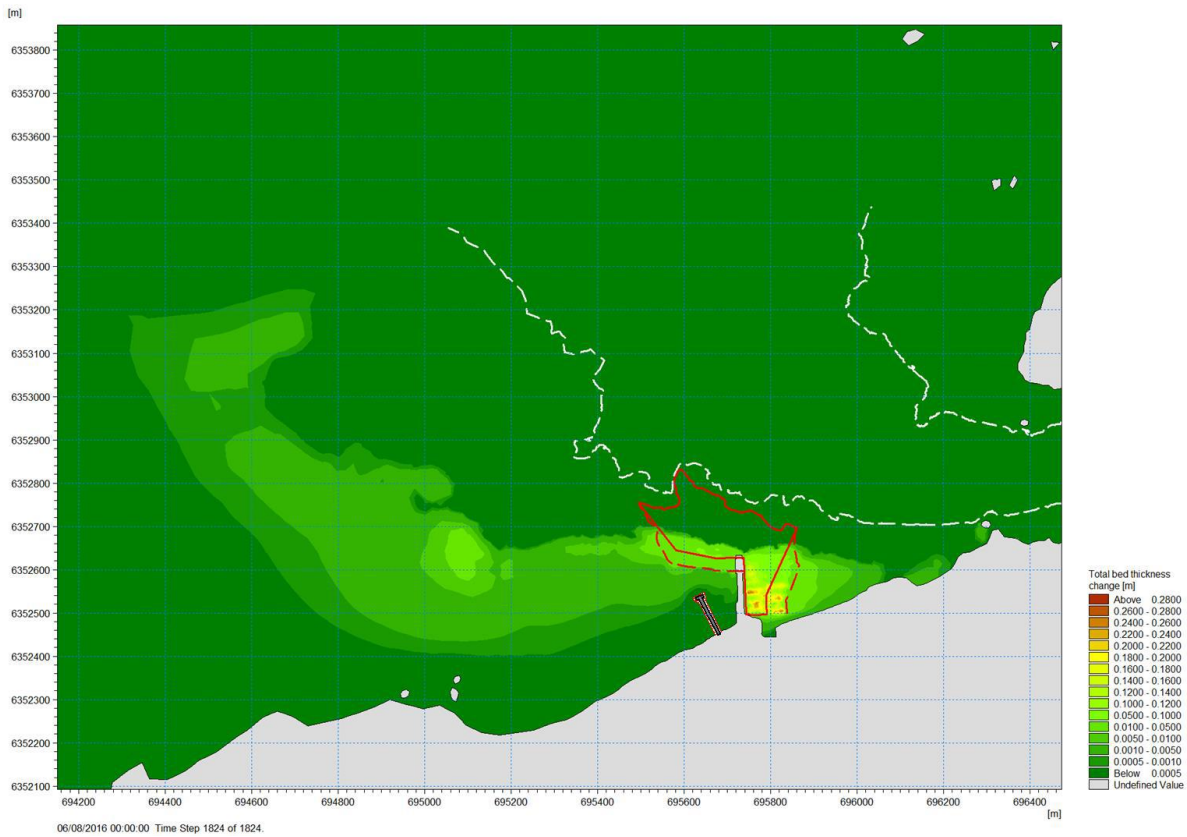 [m]
6353800
6353700
6353600
6353500
6353400
6353300
6353200
6353100
6353000
6352900
6352800
6352700
6352600
6352500
6352400
6352300
6352200
6352100
694200 694400 694600 694800 695000 695200 695400 695600 695800 696000 696200 696400
[m]
06/08/2016 00:00:00 Time Step 1824 of 1824.
Total bed thickness
change [m]
Above 0.2800
0.2600 - 0.2800
0.2400 - 0.2600
0.2200 - 0.2400
0.2000 - 0.2200
0.1800 - 0.2000
0.1600 - 0.1800
0.1400 - 0.1600
0.1200 - 0.1400
0.1000 - 0.1200
0.0500 - 0.1000
0.0100 - 0.0500
0.0050 - 0.0100
0.0010 - 0.0050
0.0005 - 0.0010
Below 0.0005
Undefined Value